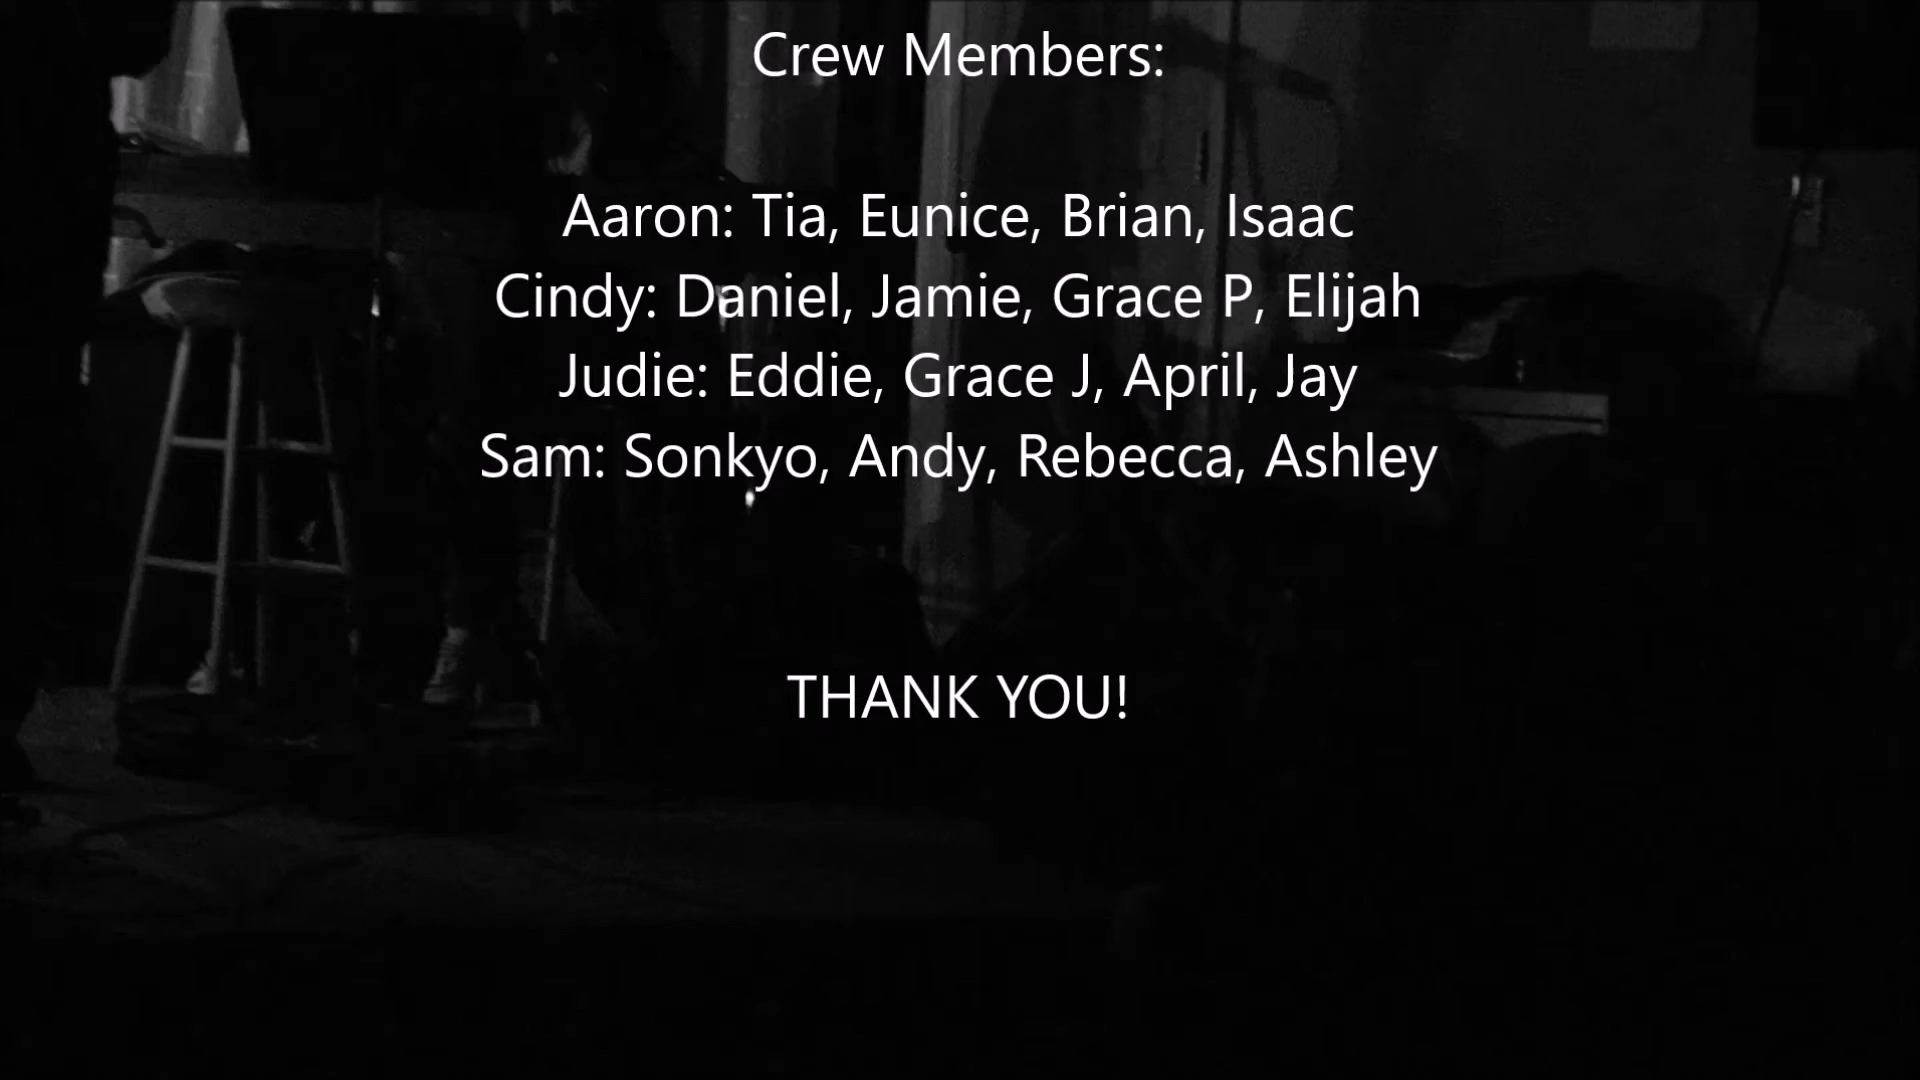 Crew Members:
Aaron: Tia, Eunice, Brian, Isaac
Cindy: Daniel, Jamie, Grace P, Elijah
Judie: Eddie, Grace J, April, Jay
Sam: Sonkyo, Andy, Rebecca, Ashley
THANK YOU!